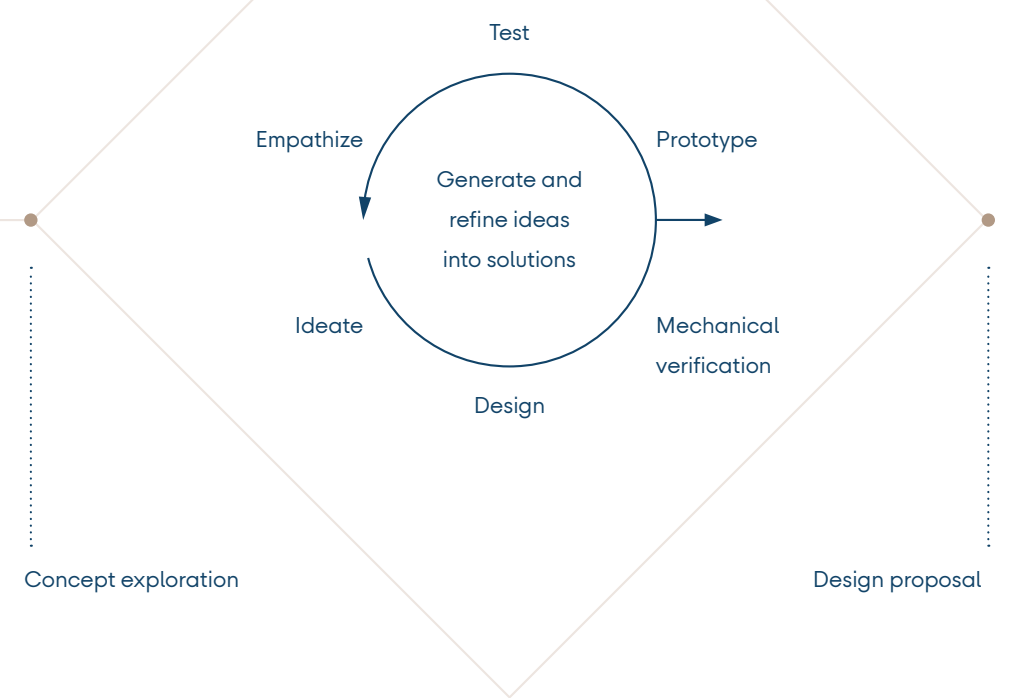 Test
Empathize
Prototype
Generate and
refine ideas
into solutions
Ideate
Mechanical
verification
Design
Concept exploration
Design proposal